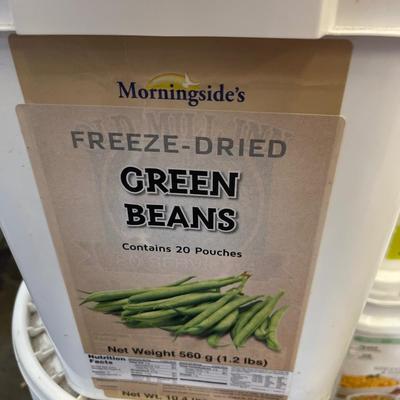 Morningside's
FREEZE-DRIED
GREEN
BEANS
Contains 20 Pouches
Net Weight 560 g (1.2 lbs)
Nutrition
Facts